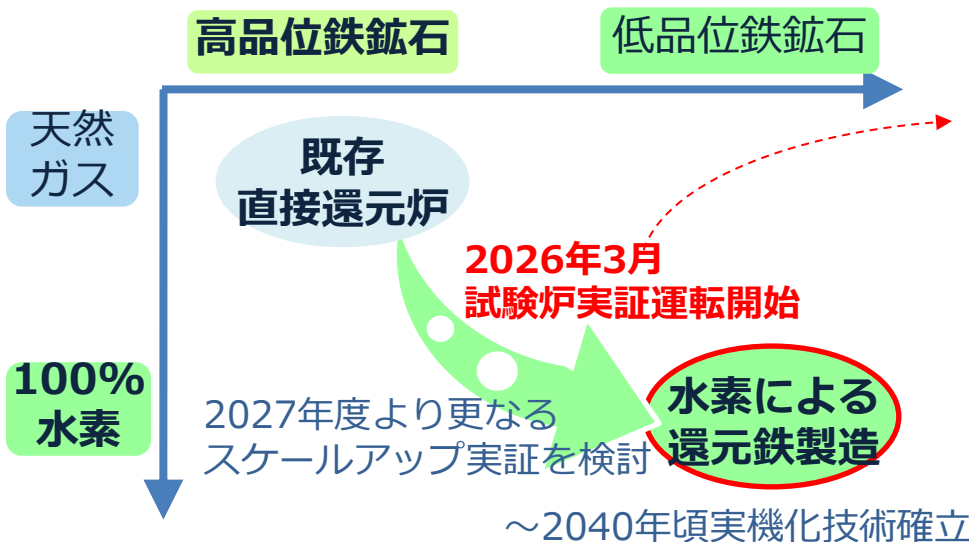 高品位鉄鉱石
低品位鉄鉱石
天然
ガス
既存
直接還元炉
2026年3月
試験炉実証運転開始
100%
水素
2027年度より更なる
スケールアップ実証を検討
水素による
還元鉄製造
～2040年頃実機化技術確立